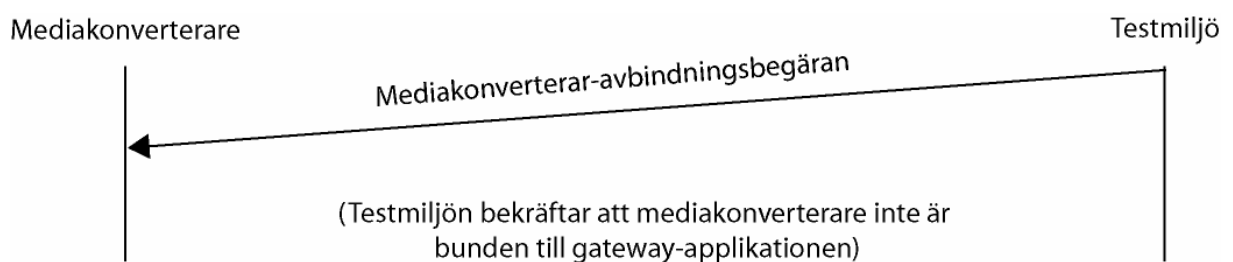 Mediakonverterare
Testmiljö
Mediakonverterar-avbindningsbegäran
(Testmiljön bekräftar att mediakonverterare inte är
bunden till gateway-applikationen)